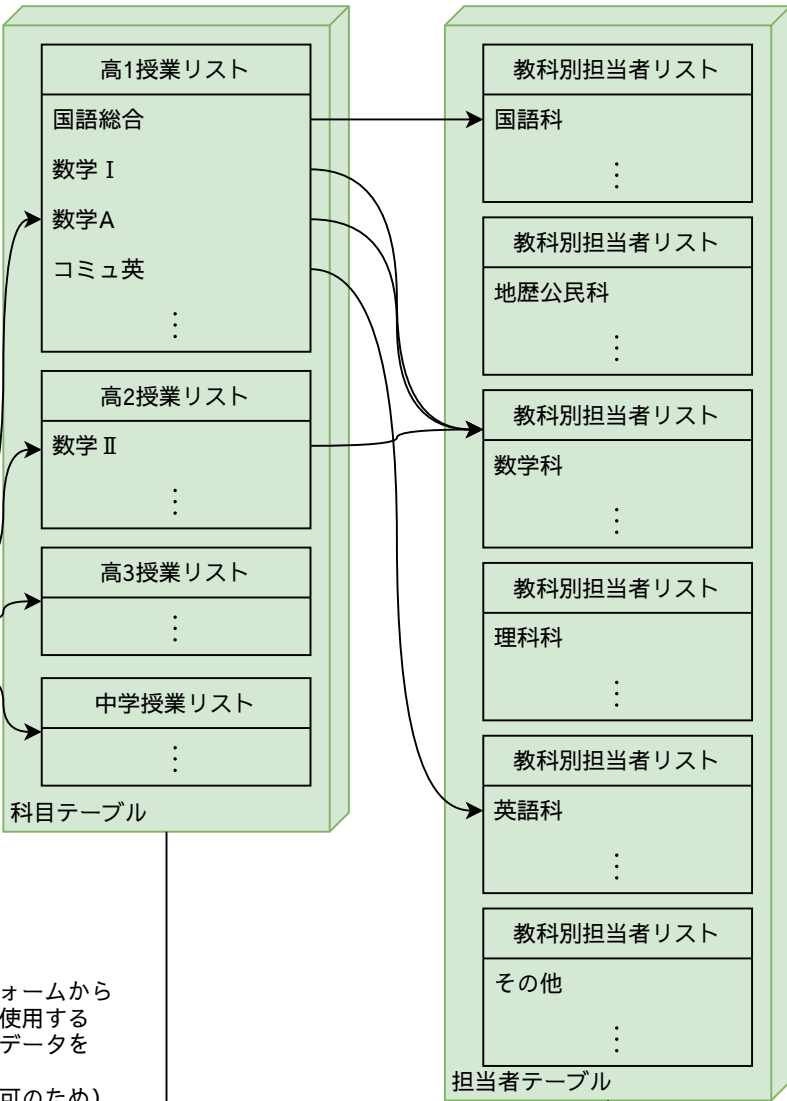 高1授業リスト
国語総合
数学Ⅰ
数学A
コミュ英
⋮
高2授業リスト
数学Ⅱ
⋮
高3授業リスト
⋮
中学授業リスト
⋮
科目テーブル
教科別担当者リスト
国語科
⋮
教科別担当者リスト
地歴公民科
⋮
教科別担当者リスト
数学科
⋮
教科別担当者リスト
理科科
⋮
教科別担当者リスト
英語科
⋮
教科別担当者リスト
その他
⋮
担当者テーブル
ォームから
使用する
データを
可のため）